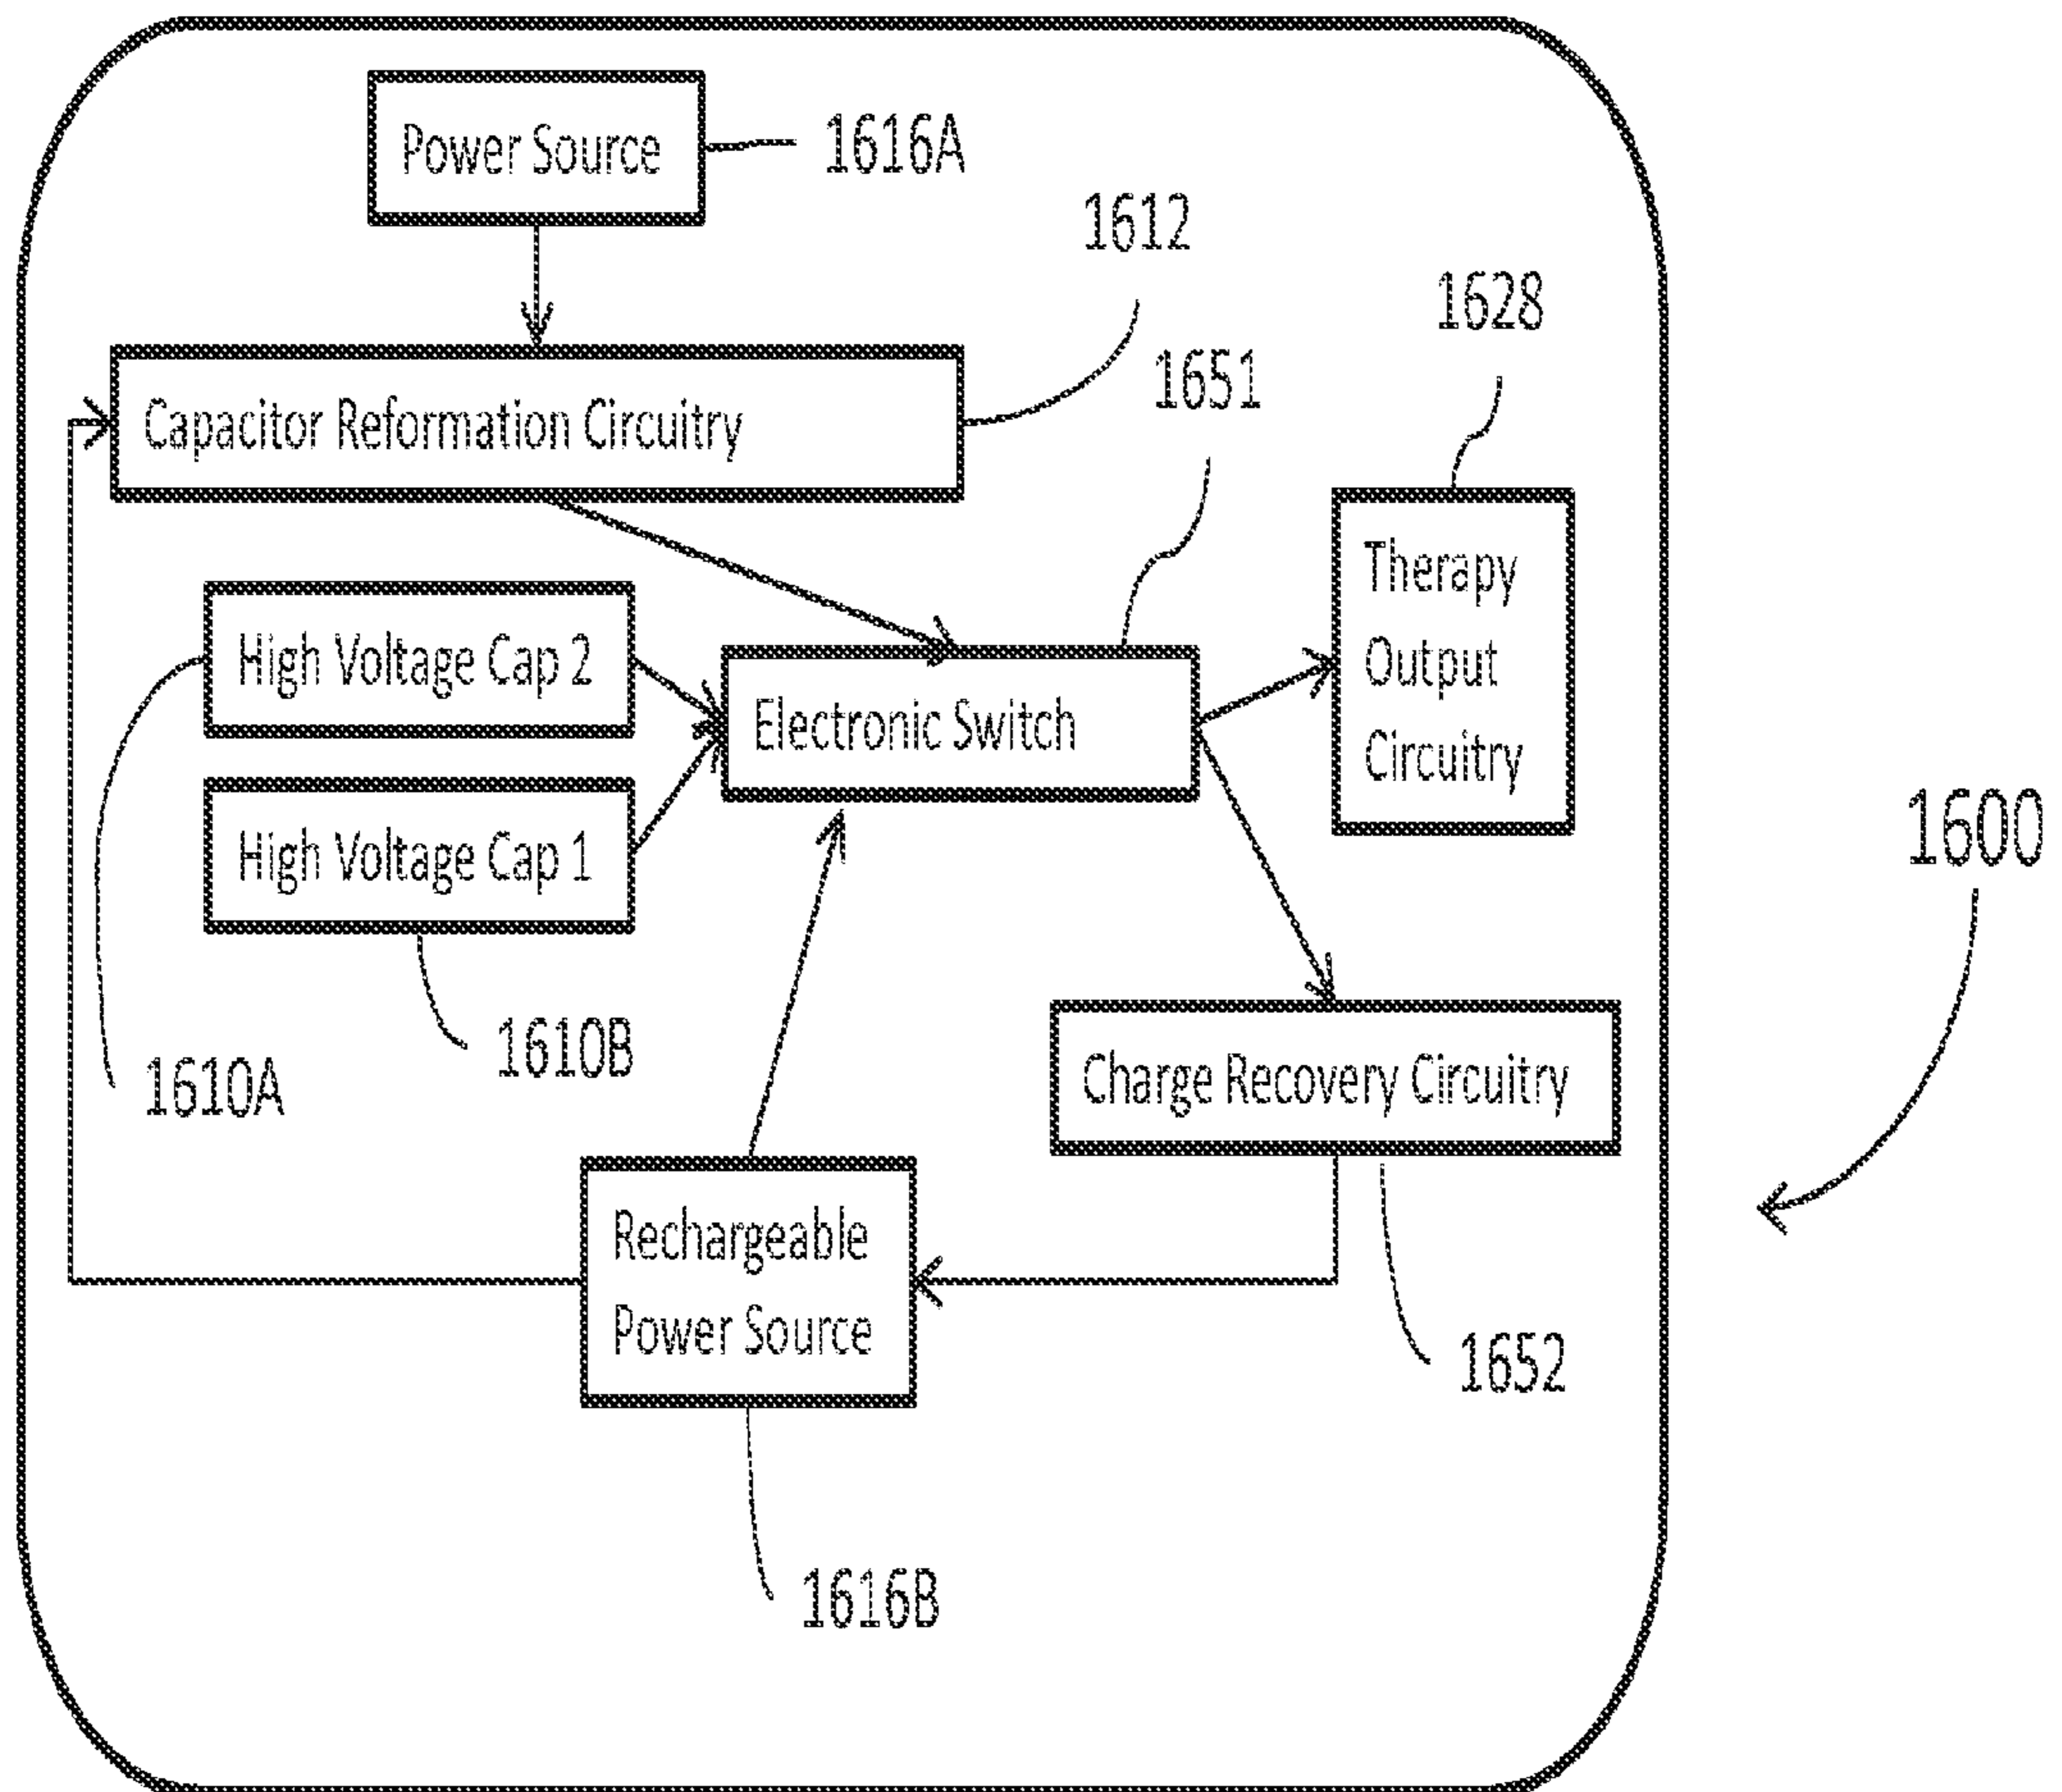 Power Source
1616A
1612
1628
Capacitor Reformation Circuitry
1651
Therapy
Output
Circuitry
High Voltage Cap 2
Electronic Switch
High Voltage Cap 1
1600
1610A
1610B
Charge Recovery Circuitry
Rechargeable
Power Source
1652
1616B